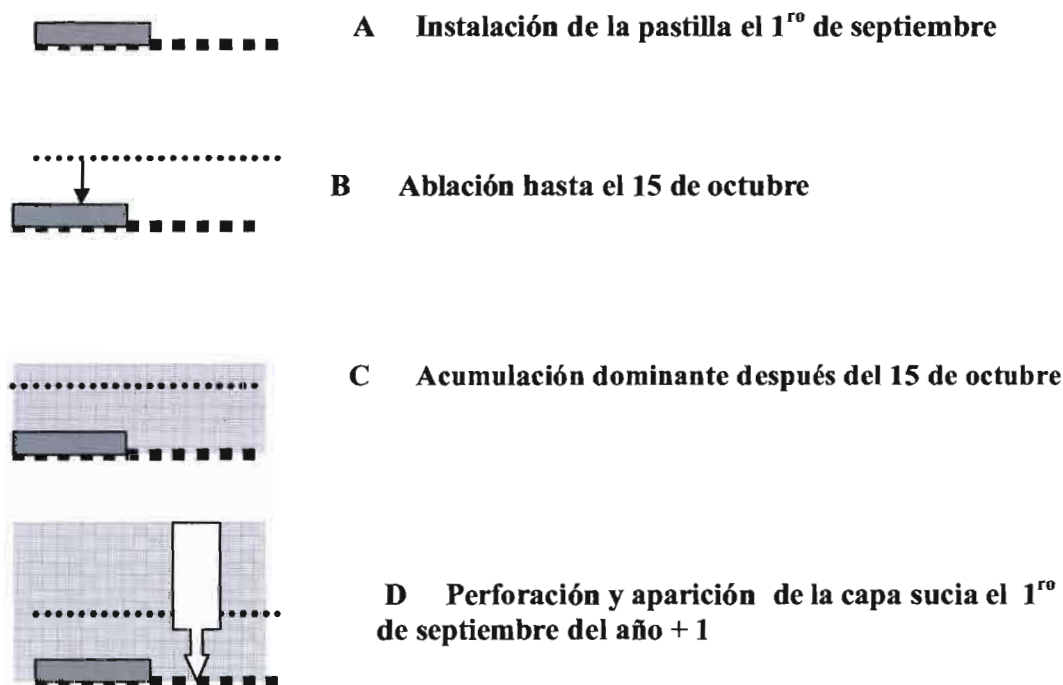 A Instalación de la pastilla el 1ro de septiembre
B Ablación hasta el 15 de octubre
C Acumulación dominante después del 15 de octubre
D Perforación y aparición de la capa sucia el 1ro
de septiembre del año + 1